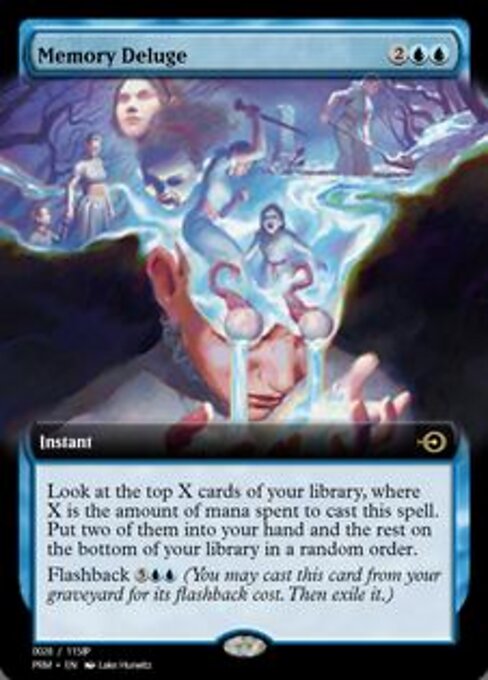 Memory Deluge 2
Instant
Look at the top X cards of your library, where
X is the amount of mana spent to cast this spell.
Put two of them into your hand and the rest on
the bottom of your library in a random order.
Flashback (You may cast this card from your
graveyard for its flashback cost. Then exile it.)
PRM • EN Lake Hurwitz